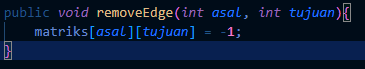 public void removeEdge(int asal, int tujuan){
    matriks[asal][tujuan] = -1;
}